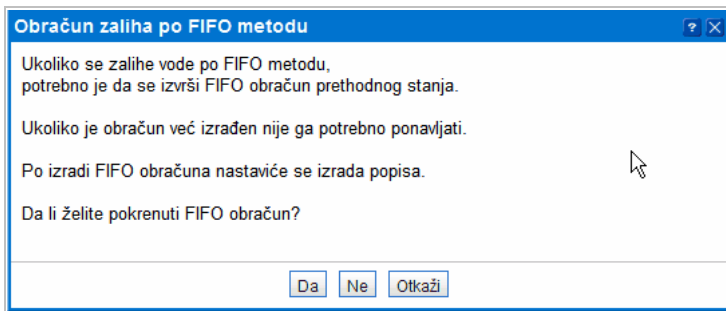 Obračun zaliha po FIFO metodu
Ukoliko se zalihe vode po FIFO metodu,
potrebno je da se izvrši FIFO obračun prethodnog stanja.
Ukoliko je obračun već izrađen nije ga potrebno ponavljati.
Po izradi FIFO obračuna nastaviće se izrada popisa.
Da li želite pokrenuti FIFO obračun?
Da Ne Otkaži